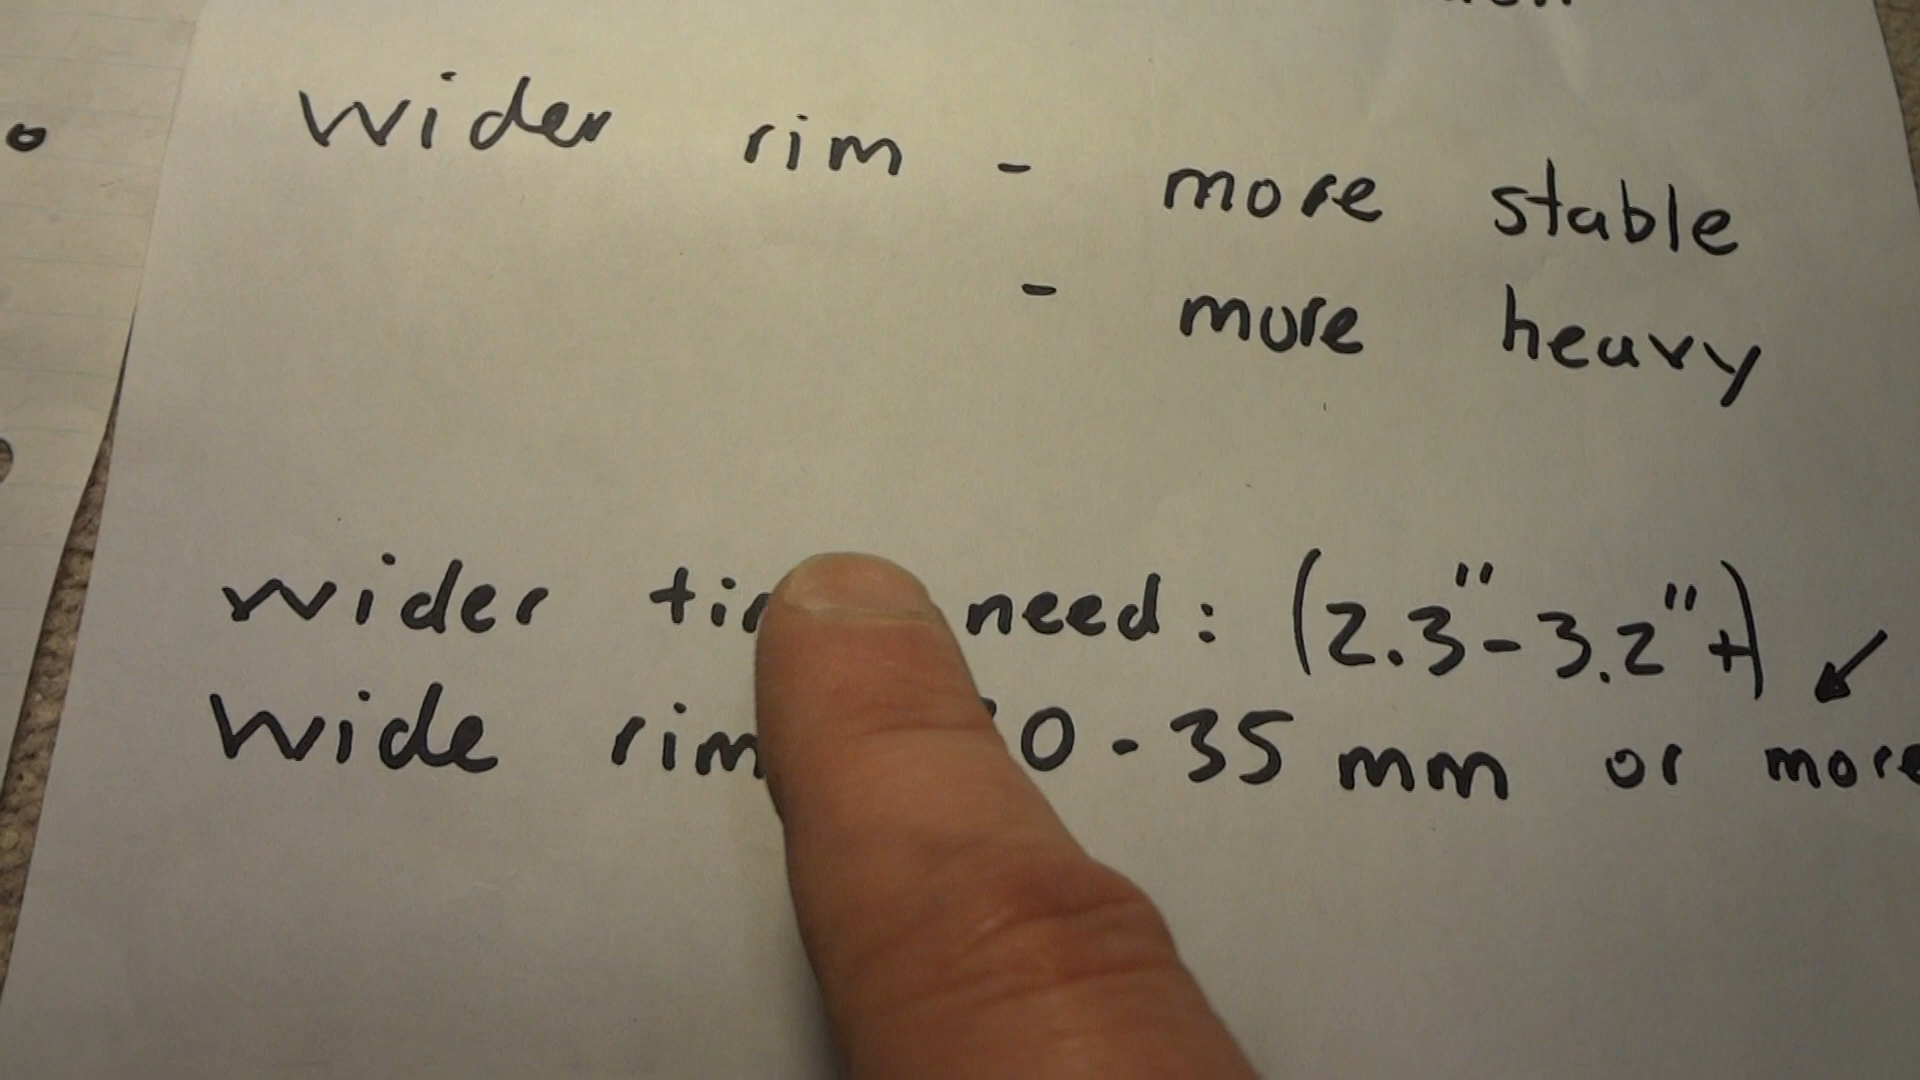 wider rim - more stable
- more heavy
wider need: (2.3"-3.2"+)
wide rim 0-35 mm or more